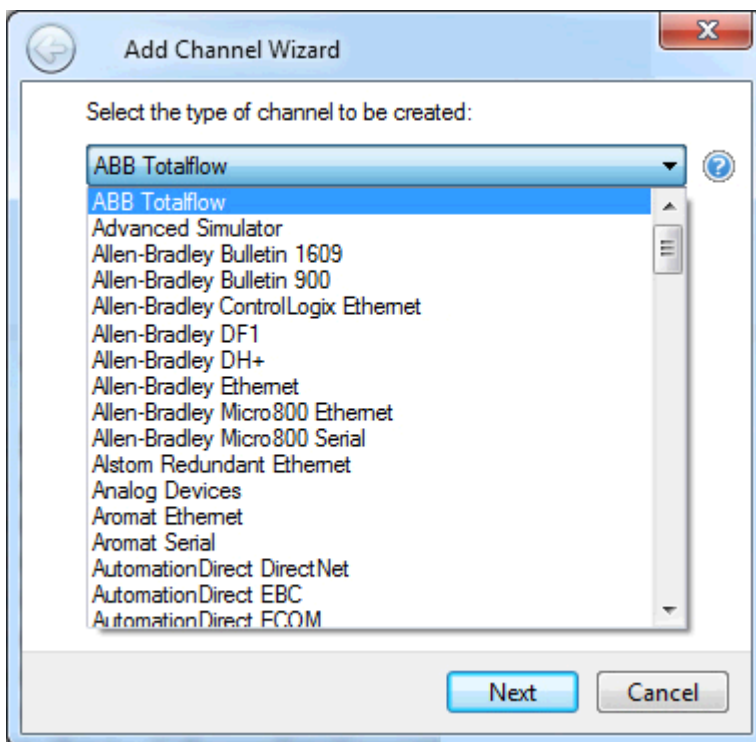 Add Channel Wizard
Select the type of channel to be created:
ABB Totalflow
ABB Totalflow
Advanced Simulator
Allen-Bradley Bulletin 1609
Allen-Bradley Bulletin 900
Allen-Bradley ControlLogix Ethernet
Allen-Bradley DF1
Allen-Bradley DH+
Allen-Bradley Ethernet
Allen-Bradley Micro800 Ethernet
Allen-Bradley Micro800 Serial
Alstom Redundant Ethernet
Analog Devices
Aromat Ethernet
Aromat Serial
AutomationDirect DirectNet
AutomationDirect EBC
AutomationDirect ECOM
Next
Cancel